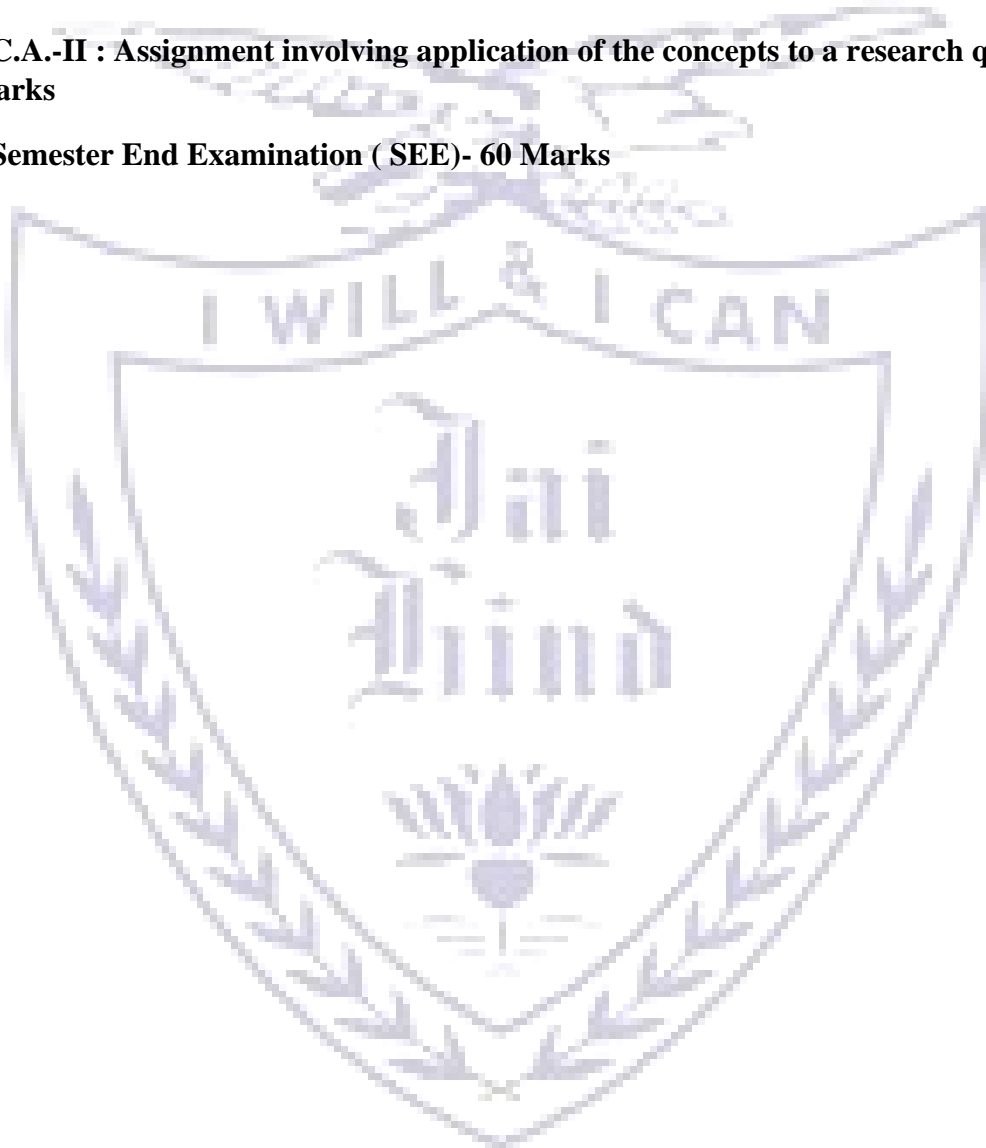 C.A.-II : Assignment involving application of the concepts to a research q
arks
Semester End Examination ( SEE)- 60 Marks
I WILL & I CAN
Jai
Hind